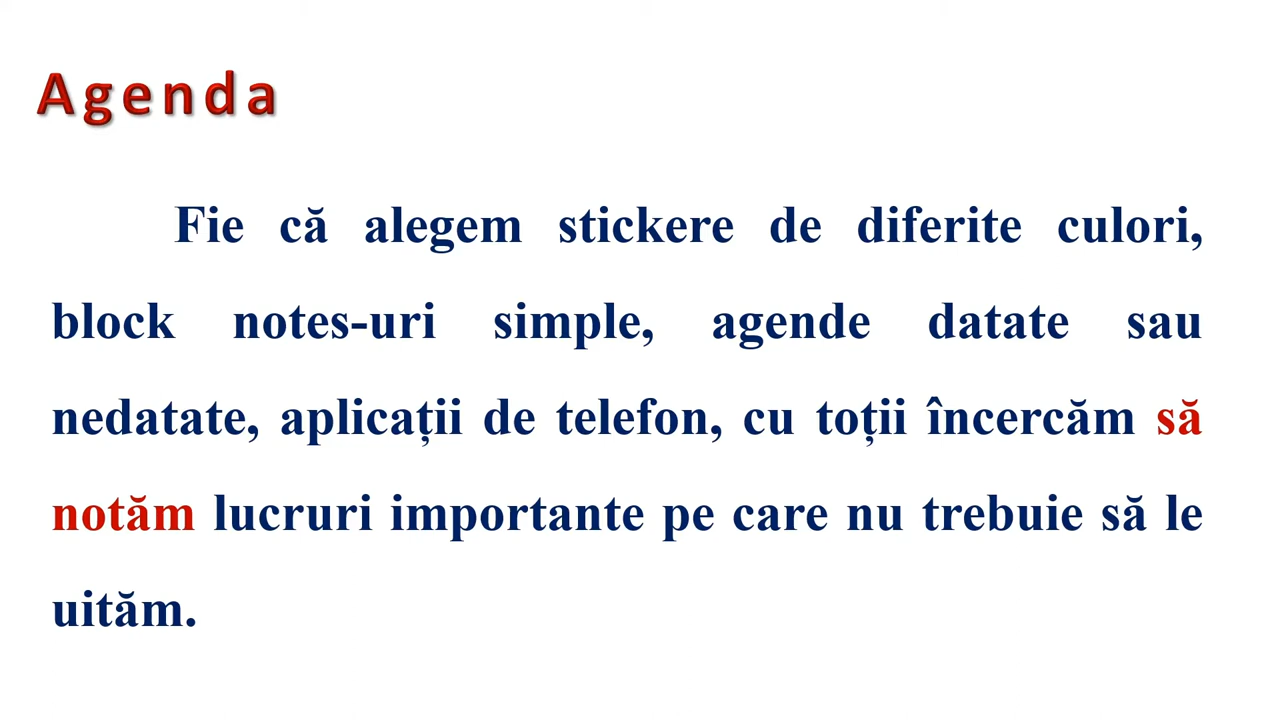 Agenda
Fie că alegem stickere de diferite culori,
block notes-uri simple, agende datate sau
nedatate, aplicații de telefon, cu toții încercăm să
notăm lucruri importante pe care nu trebuie să le
uităm.